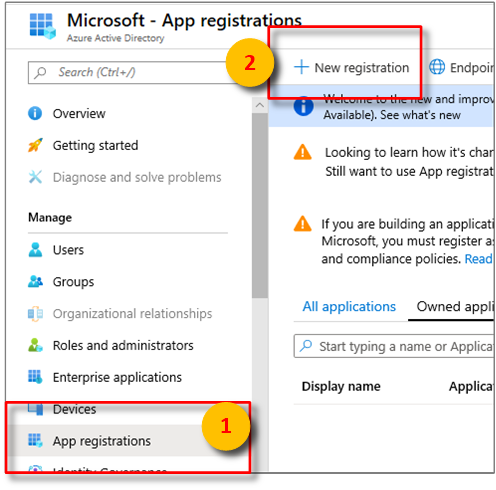 Microsoft - App registrations
Azure Active Directory
2
Search (Ctrl+/)
New registration
Endpoin
Overview
Getting started
Diagnose and solve problems
Manage
Users
Groups
Organizational relationships
Roles and administrators
Enterprise applications
Devices
1
App registrations
Identity Governance
Welcome to the new and improv
Available). See what's new
Looking to learn how it's chan
Still want to use App registrat
If you are building an applicati
Microsoft, you must register as
and compliance policies. Read
All applications
Owned appli
Start typing a name or Applicat
Display name
Applicat